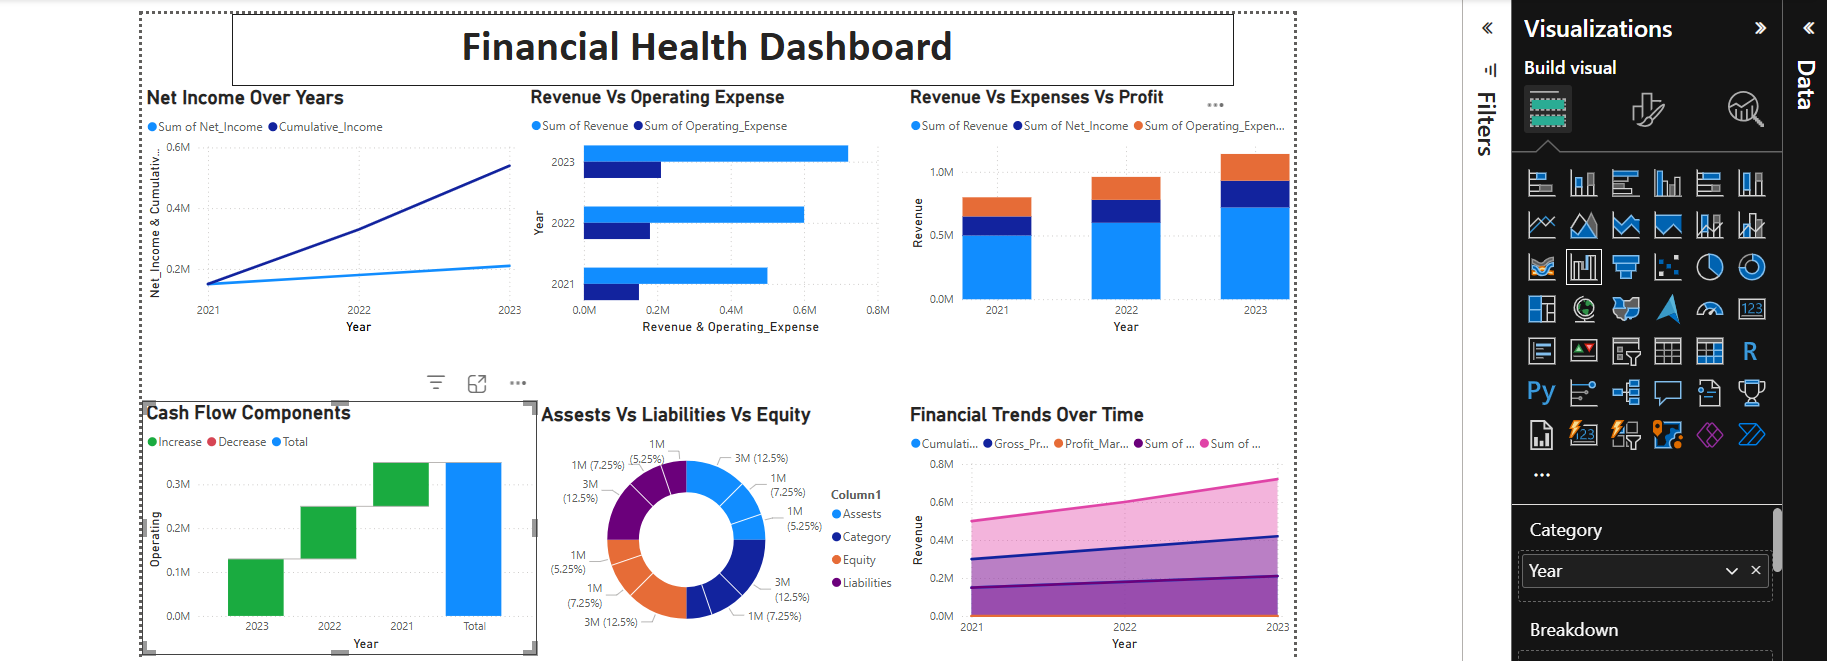 Financial Health Dashboard
Net Income Over Years
Sum of Net_Income Cumulative_Income
Net_Income & Cumulativ...
0.6M
0.4M
0.2M
2021 2022 2023
Year
Revenue Vs Operating Expense
Sum of Revenue Sum of Operating_Expense
Year
2023
2022
2021
0.0M 0.2M 0.4M 0.6M 0.8M
Revenue & Operating_Expense
Revenue Vs Expenses Vs Profit
Sum of Revenue Sum of Net_Income Sum of Operating_Expen...
Revenue
1.0M
0.5M
0.0M
2021 2022 2023
Year
Cash Flow Components
Increase Decrease Total
Operating
0.3M
0.2M
0.1M
0.0M
2023 2022 2021 Total
Year
Assests Vs Liabilities Vs Equity
3M (12.5%)
1M
(7.25%)
1M
(5.25%)
3M
(12.5%)
1M (7.25%)
3M (12.5%)
1M
(7.25%)
1M
(5.25%)
3M
(12.5%)
1M (7.25%)
1M
(5.25%)
Column1
Assests
Category
Equity
Liabilities
Financial Trends Over Time
Cumulati... Gross_Pr... Profit_Mar... Sum of ... Sum of ...
Revenue
0.8M
0.6M
0.4M
0.2M
0.0M
2021 2022 2023
Year
Filters
Visualizations
Build visual
123
R
Py
123
Category
Year
Breakdown
Data